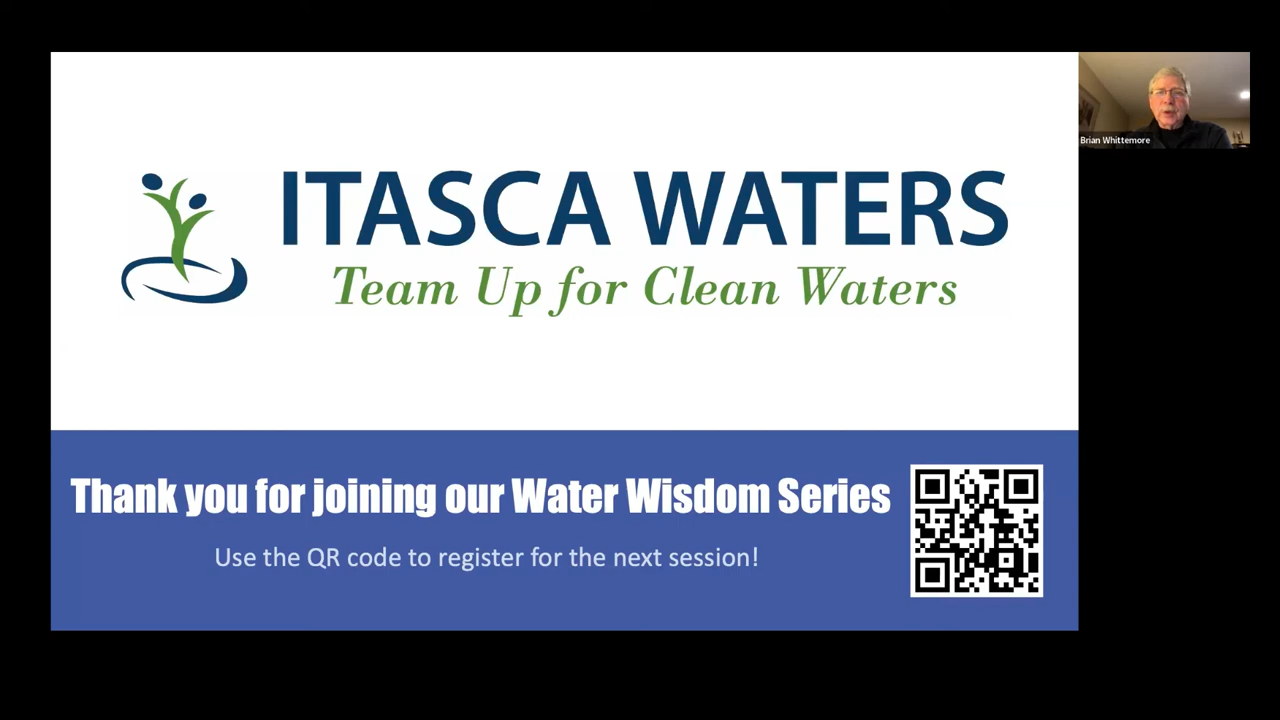 ITASCA WATERS
Team Up for Clean Waters
Brian Whittemore
Thank you for joining our Water Wisdom Series
Use the QR code to register for the next session!